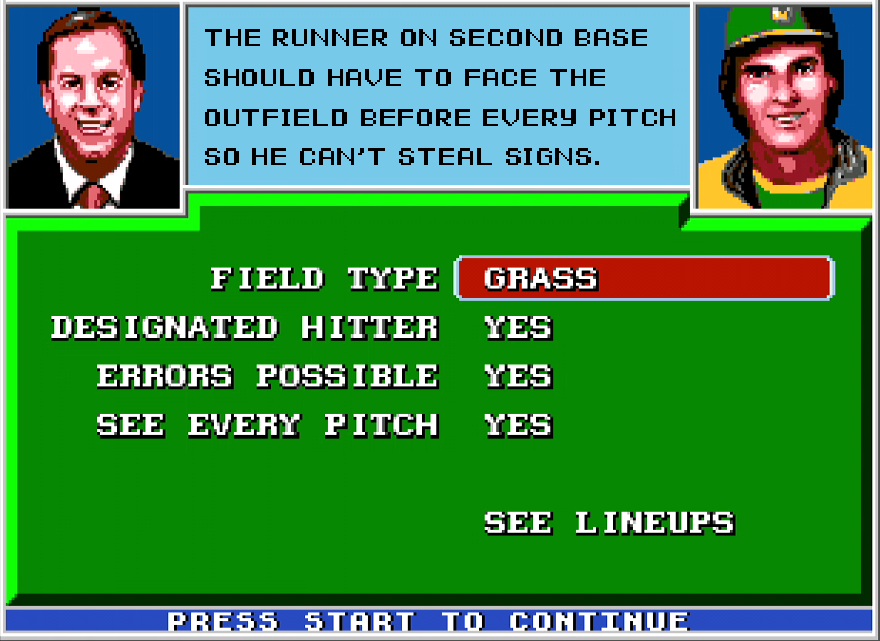 THE RUNNER ON SECOND BASE
SHOULD HAVE TO FACE THE
OUTFIELD BEFORE EVERY PITCH
SO HE CAN'T STEAL SIGNS.
FIELD TYPE GRASS
DESIGNATED HITTER YES
ERRORS POSSIBLE YES
SEE EVERY PITCH YES
SEE LINEUPS
PRESS START TO CONTINUE